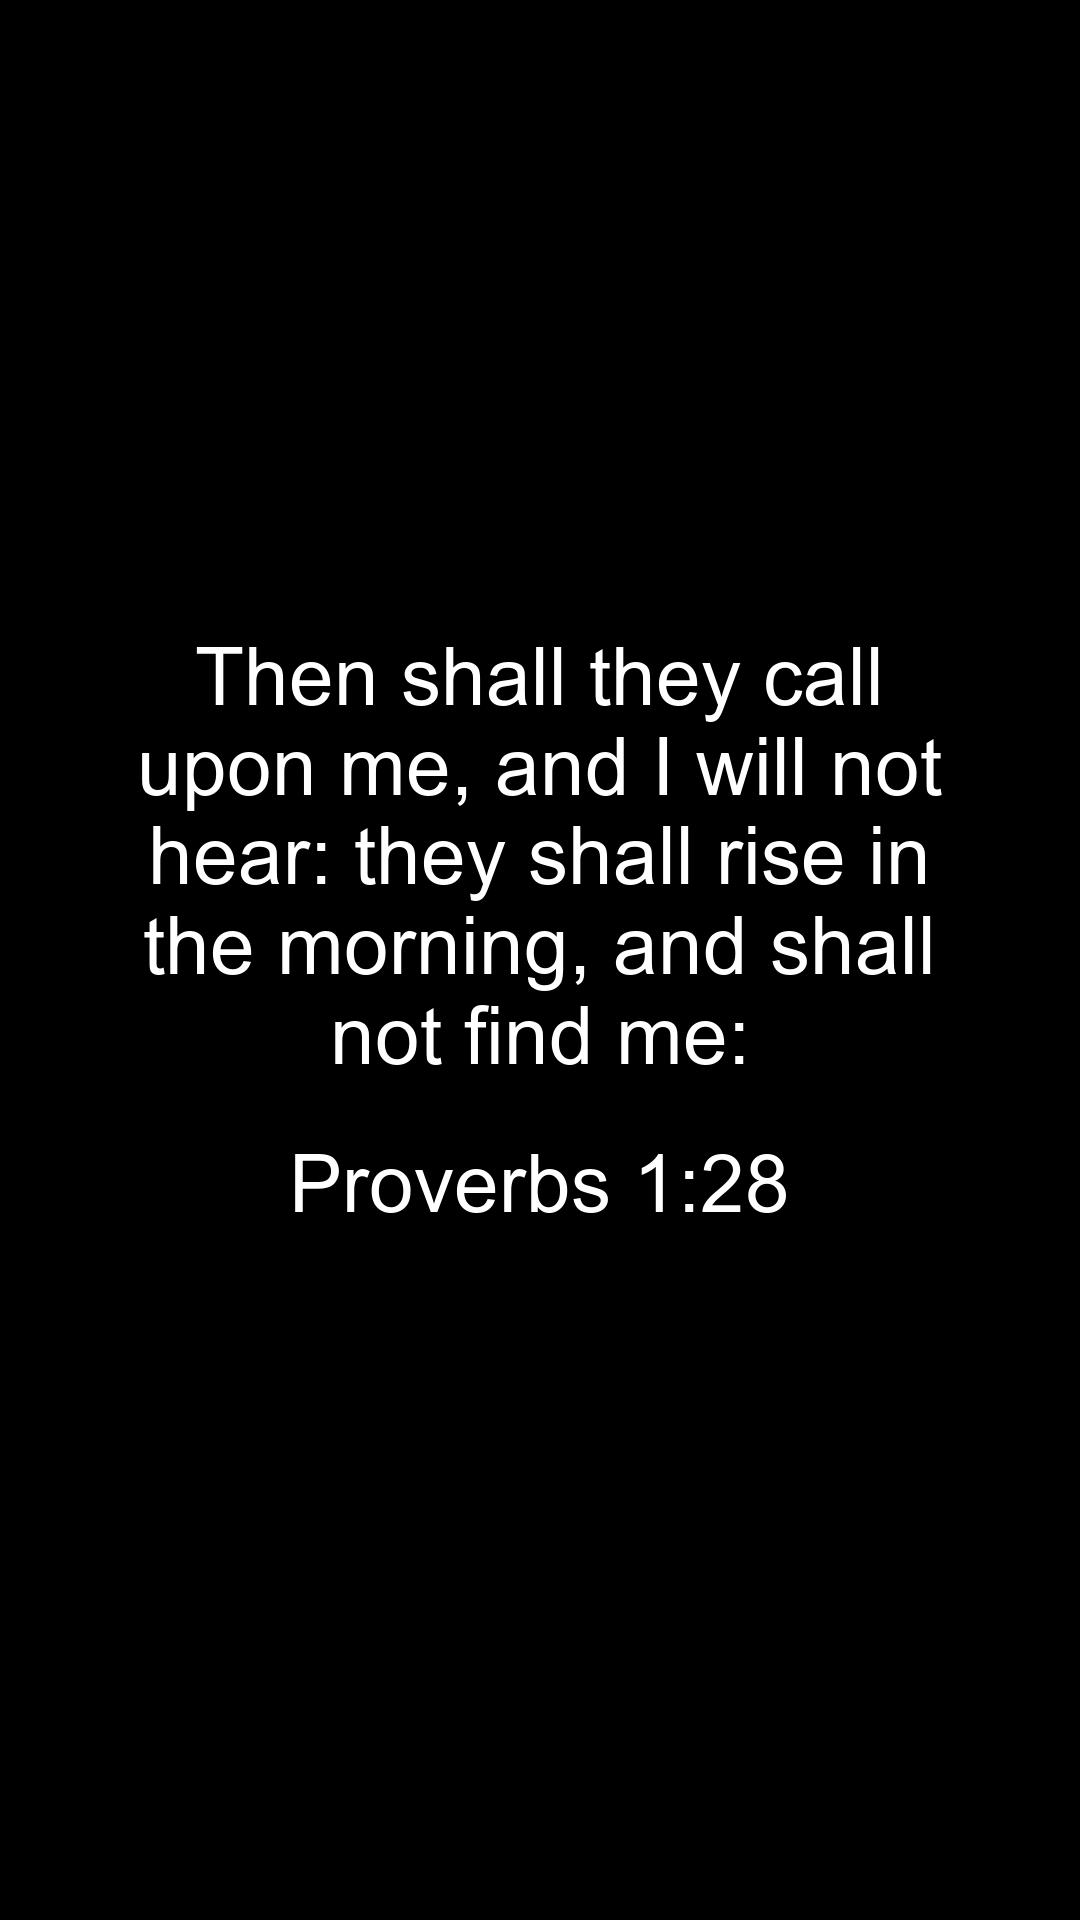 Then shall they call
upon me, and I will not
hear: they shall rise in
the morning, and shall
not find me:
Proverbs 1:28